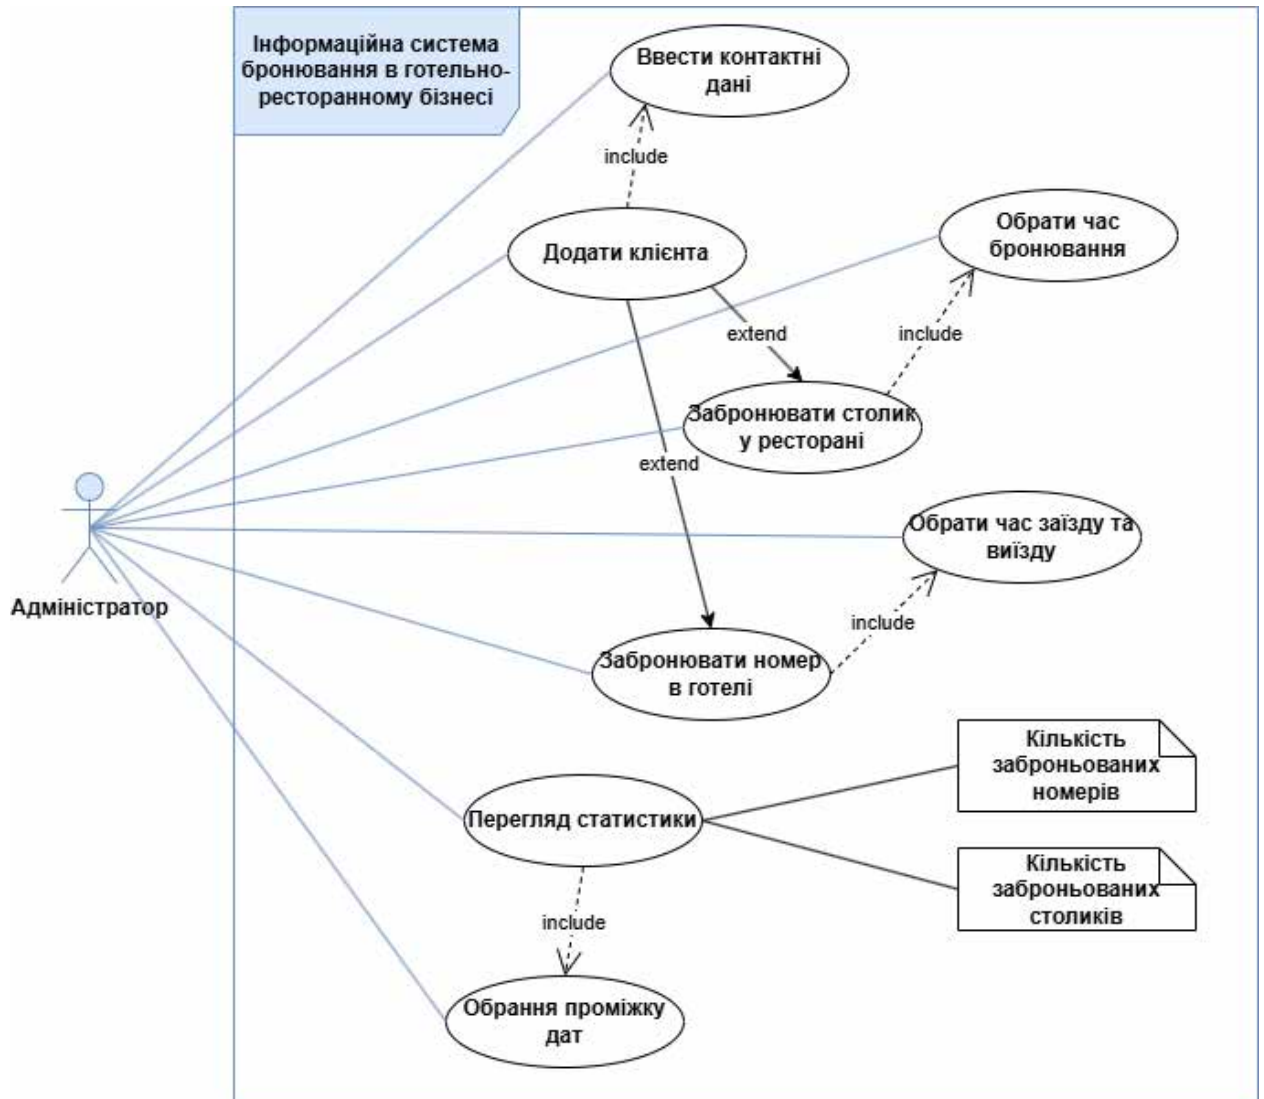 Інформаційна система
бронювання в готельно-
ресторанному бізнесі
Ввести контактні
дані
include
Додати клієнта
Обрати час
бронювання
extend
include
Забронювати столик
у ресторані
extend
Адміністратор
Обрати час заїзду та
виїзду
include
Забронювати номер
в готелі
Кількість
заброньованих
номерів
Перегляд статистики
Кількість
заброньованих
столиків
include
Обрання проміжку
дат